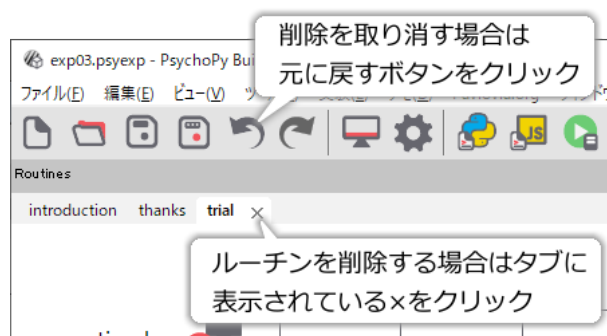 削除を取り消す場合は
元に戻すボタンをクリック
exp03.psyexp - PsychoPy Bui
ファイル(F) 編集(E) ビュー(V)
JS
Routines
introduction thanks trial ×
ルーチンを削除する場合はタブに
表示されている×をクリック